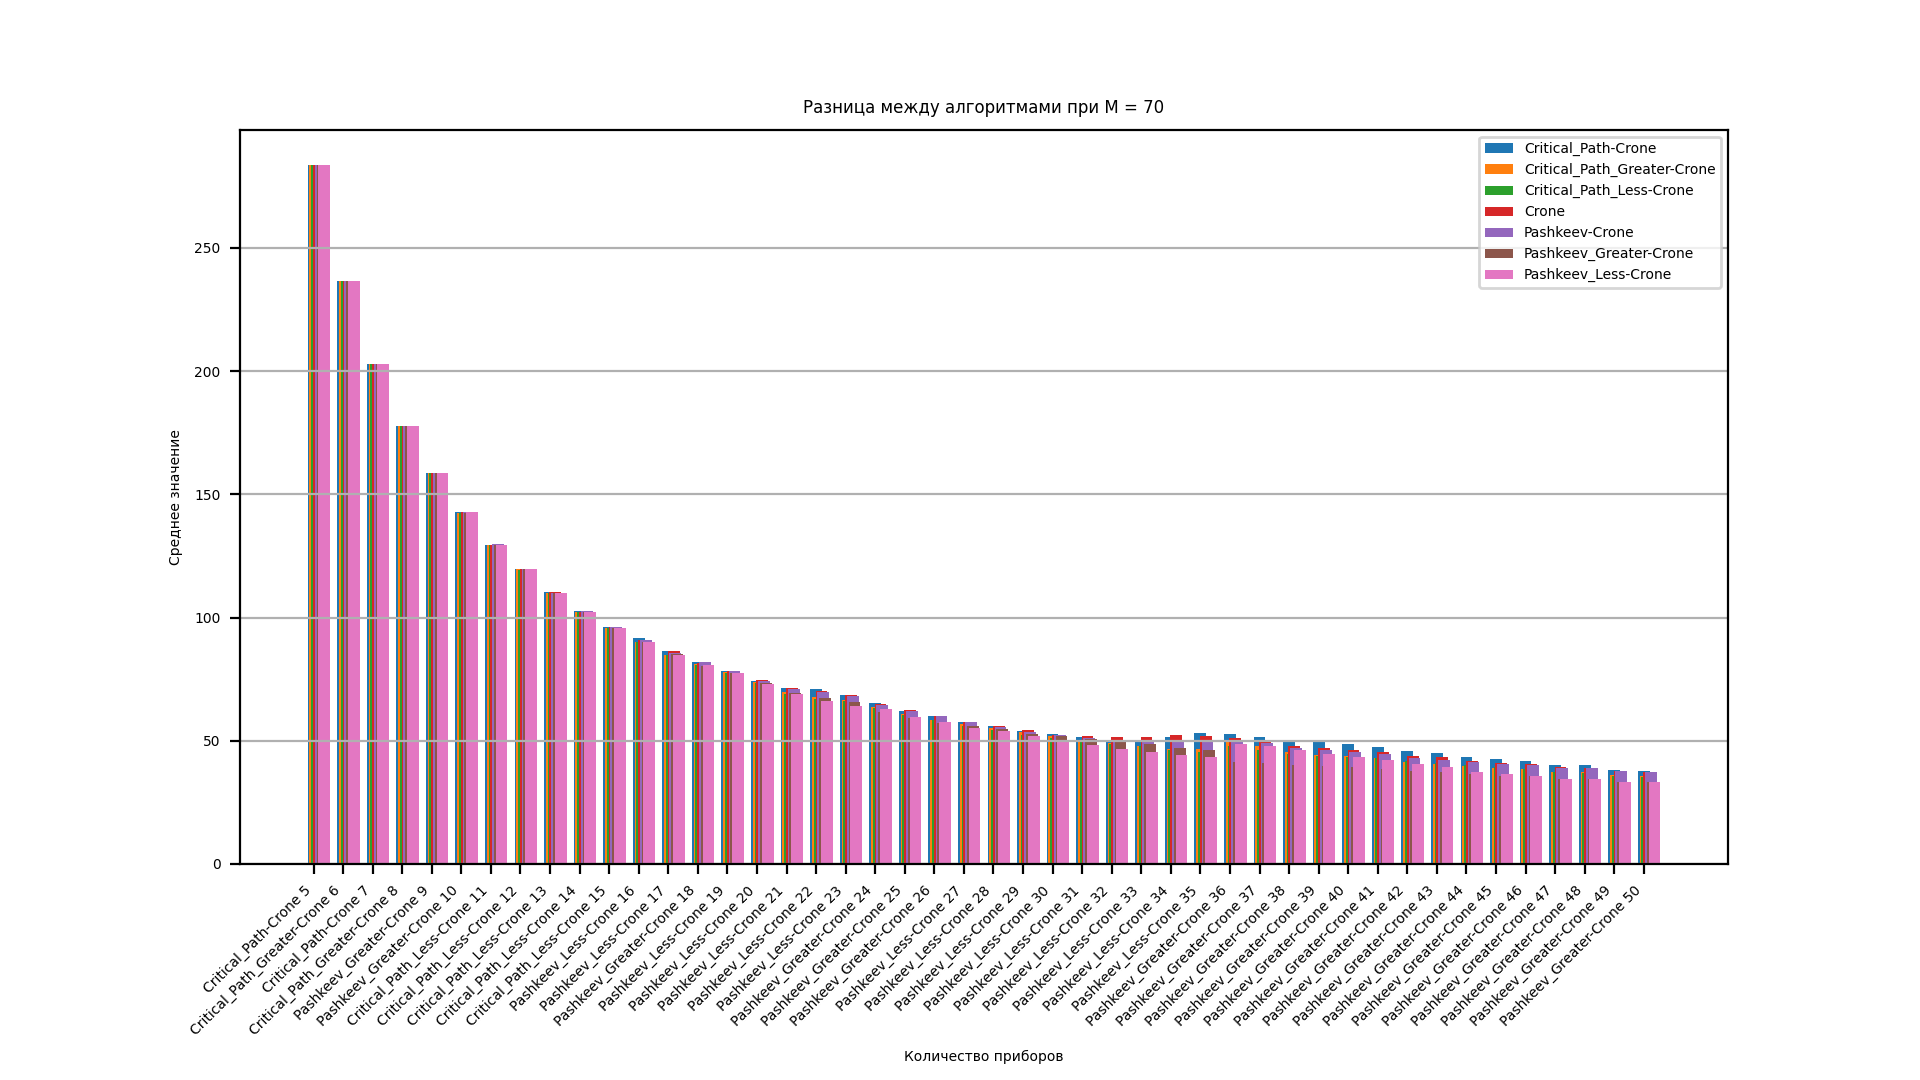 Разница между алгоритмами при M = 70
Critical_Path-Crone
Critical_Path_Greater-Crone
Critical_Path_Less-Crone
Crone
Pashkeev-Crone
Pashkeev_Greater-Crone
Pashkeev_Less-Crone
Среднее значение
250
200
150
100
50
0
Critical_Path-Crone 5
Critical_Path_Greater-Crone 6
Critical_Path-Crone 7
Critical_Path_Greater-Crone 8
Pashkeev_Greater-Crone 9
Pashkeev_Greater-Crone 10
Critical_Path_Less-Crone 11
Critical_Path_Less-Crone 12
Critical_Path_Less-Crone 13
Critical_Path_Less-Crone 14
Critical_Path_Less-Crone 15
Pashkeev_Less-Crone 16
Pashkeev_Less-Crone 17
Pashkeev_Greater-Crone 18
Pashkeev_Less-Crone 19
Pashkeev_Less-Crone 20
Pashkeev_Less-Crone 21
Pashkeev_Less-Crone 22
Pashkeev_Less-Crone 23
Pashkeev_Greater-Crone 24
Pashkeev_Greater-Crone 25
Pashkeev_Greater-Crone 26
Pashkeev_Less-Crone 27
Pashkeev_Less-Crone 28
Pashkeev_Less-Crone 29
Pashkeev_Less-Crone 30
Pashkeev_Less-Crone 31
Pashkeev_Less-Crone 32
Pashkeev_Less-Crone 33
Pashkeev_Less-Crone 34
Pashkeev_Less-Crone 35
Pashkeev_Greater-Crone 36
Pashkeev_Greater-Crone 37
Pashkeev_Greater-Crone 38
Pashkeev_Greater-Crone 39
Pashkeev_Greater-Crone 40
Pashkeev_Greater-Crone 41
Pashkeev_Greater-Crone 42
Pashkeev_Greater-Crone 43
Pashkeev_Greater-Crone 44
Pashkeev_Greater-Crone 45
Pashkeev_Greater-Crone 46
Pashkeev_Greater-Crone 47
Pashkeev_Greater-Crone 48
Pashkeev_Greater-Crone 49
Pashkeev_Greater-Crone 50
Количество приборов